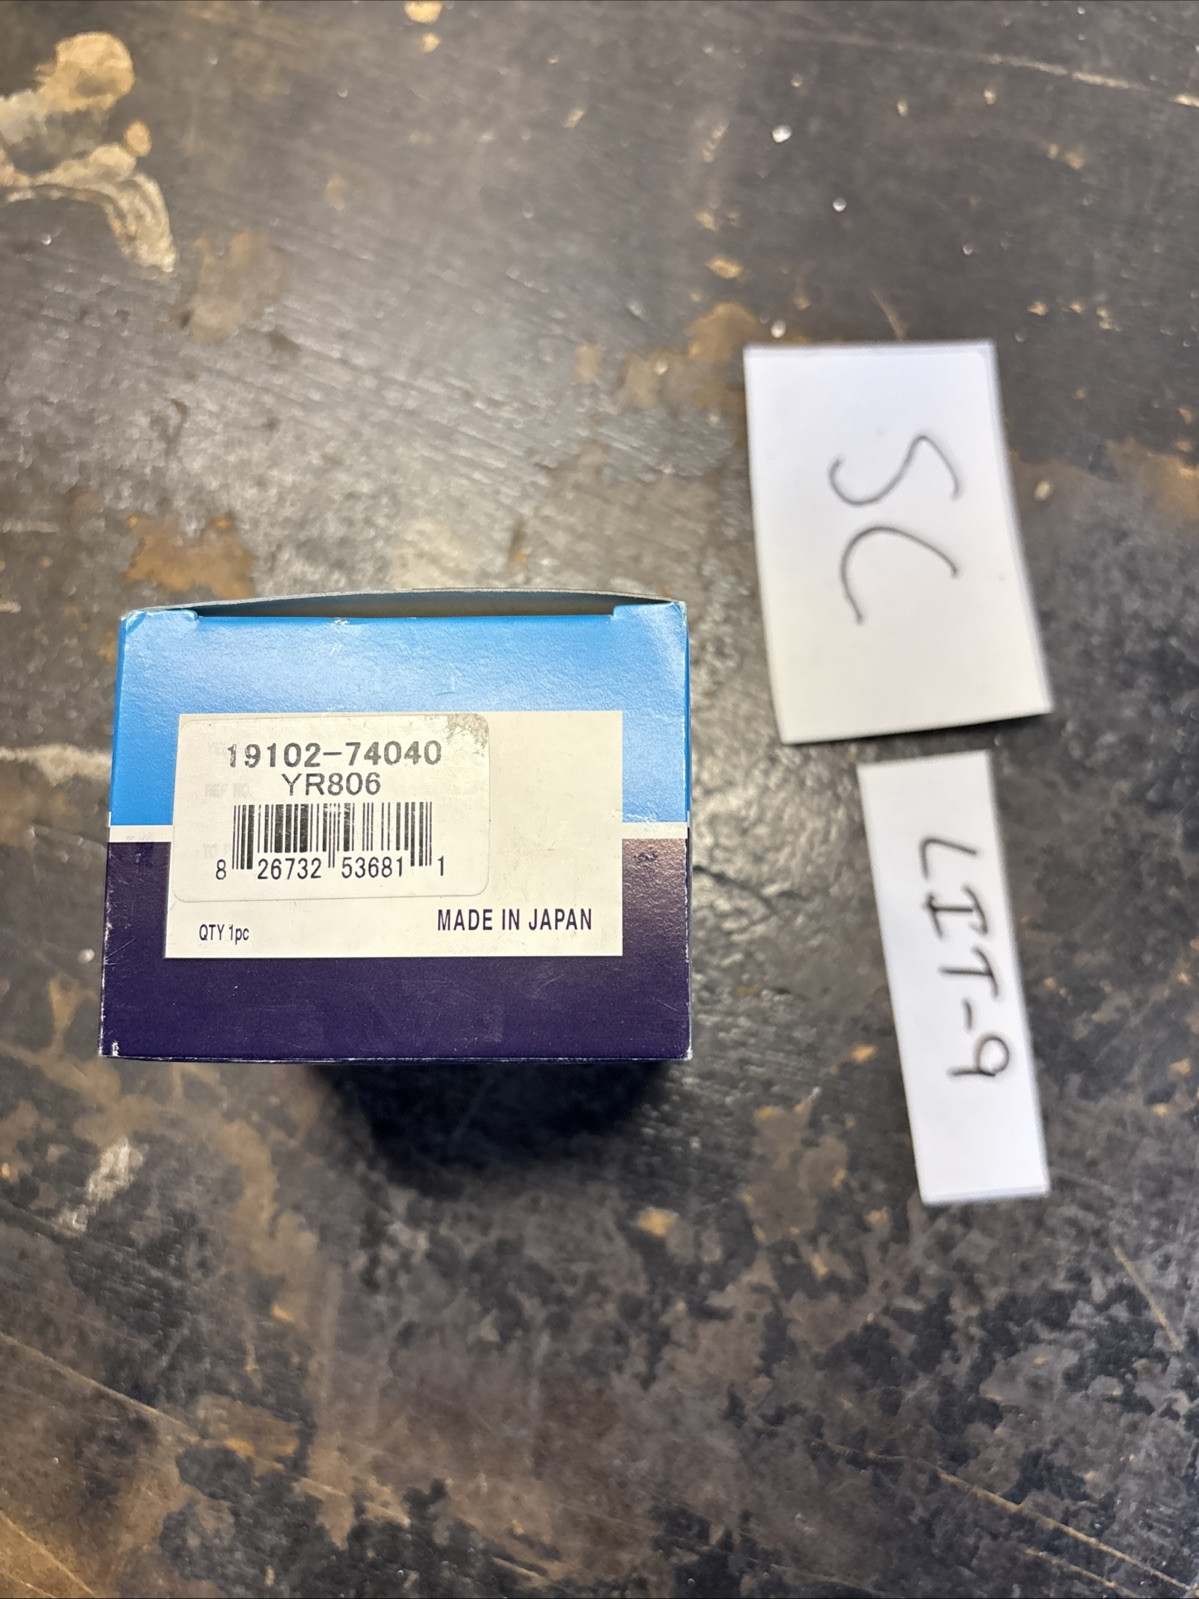 19102-74040
YR806
8 26732 53681 1
QTY 1pc
MADE IN JAPAN
SC
LIT-9